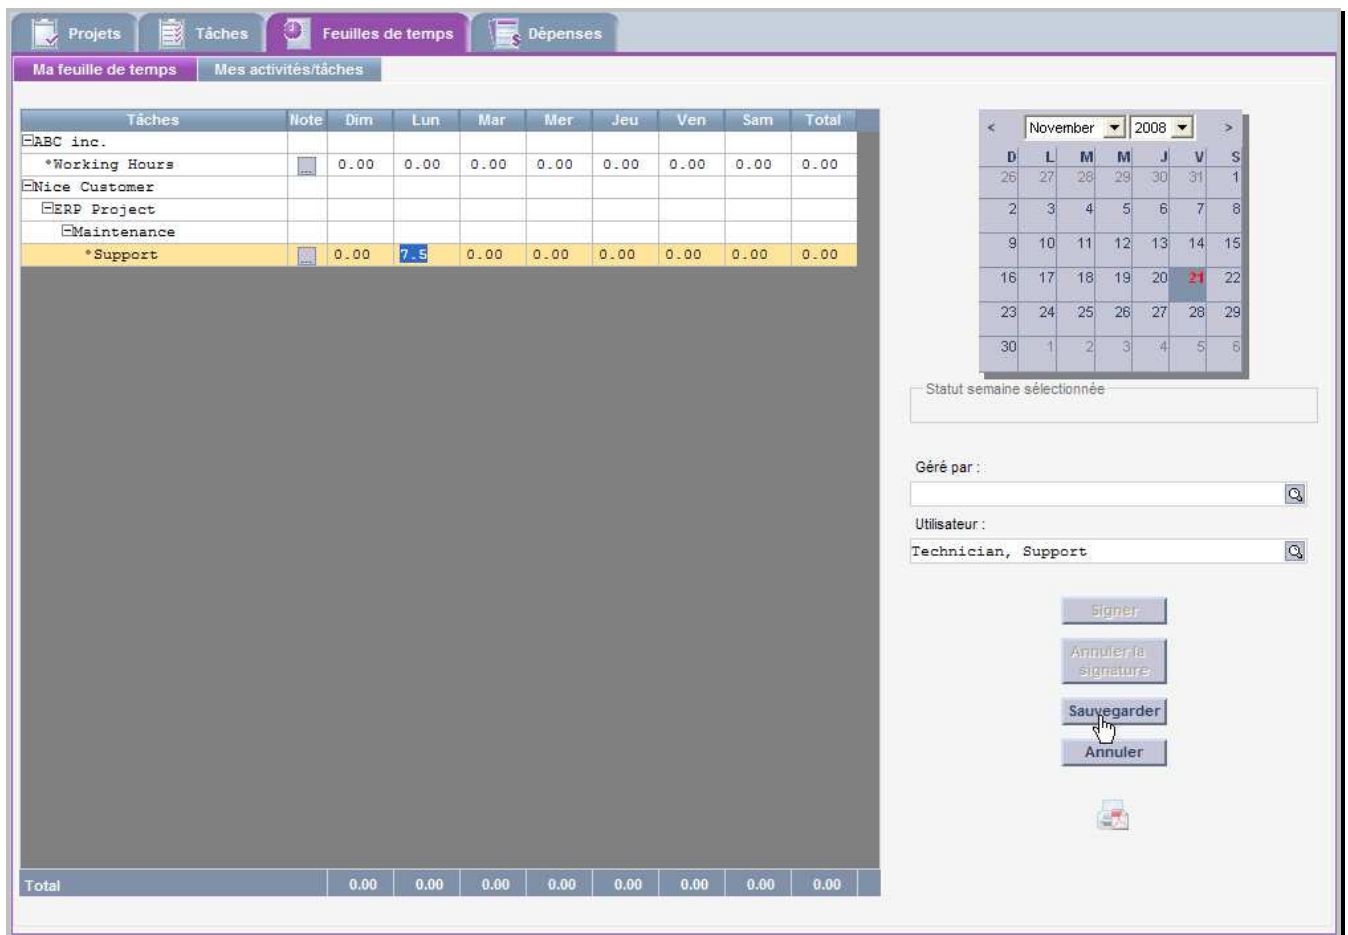 Projets Tâches Feuilles de temps Dépenses
Ma feuille de temps Mes activités/tâches
Tâches Note Dim Lun Mar Mer Jeu Ven Sam Total
ABC inc.
*Working Hours ... 0.00 0.00 0.00 0.00 0.00 0.00 0.00 0.00
Nice Customer
ERP Project
Maintenance
*Support ... 0.00 7.5 0.00 0.00 0.00 0.00 0.00 0.00
Total 0.00 0.00 0.00 0.00 0.00 0.00 0.00 0.00
< November 2008 >
D L M M J V S
26 27 28 29 30 31 1
2 3 4 5 6 7 8
9 10 11 12 13 14 15
16 17 18 19 20 21 22
23 24 25 26 27 28 29
30 1 2 3 4 5 6
Statut semaine sélectionnée
Géré par :
Utilisateur :
Technician, Support
Signer
Annuler la
signature
Sauvegarder
Annuler